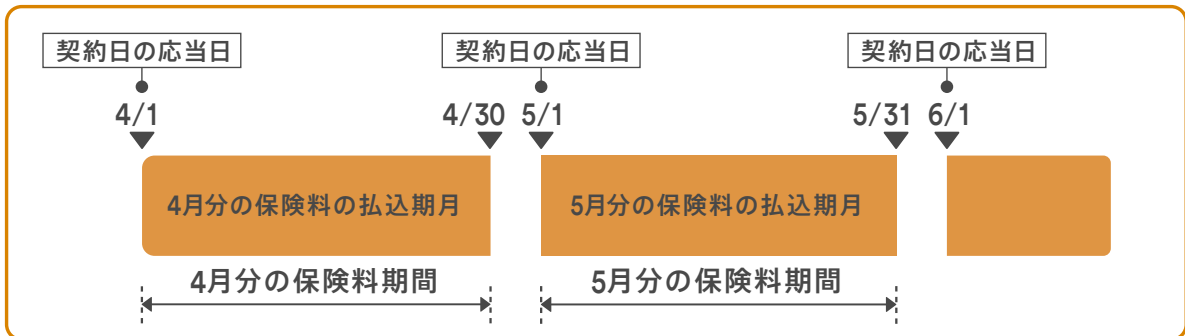 契約日の応当日
契約日の応当日
契約日の応当日
4/1
4/30
5/1
5/31
6/1
4月分の保険料の払込期月
5月分の保険料の払込期月
4月分の保険料期間
5月分の保険料期間